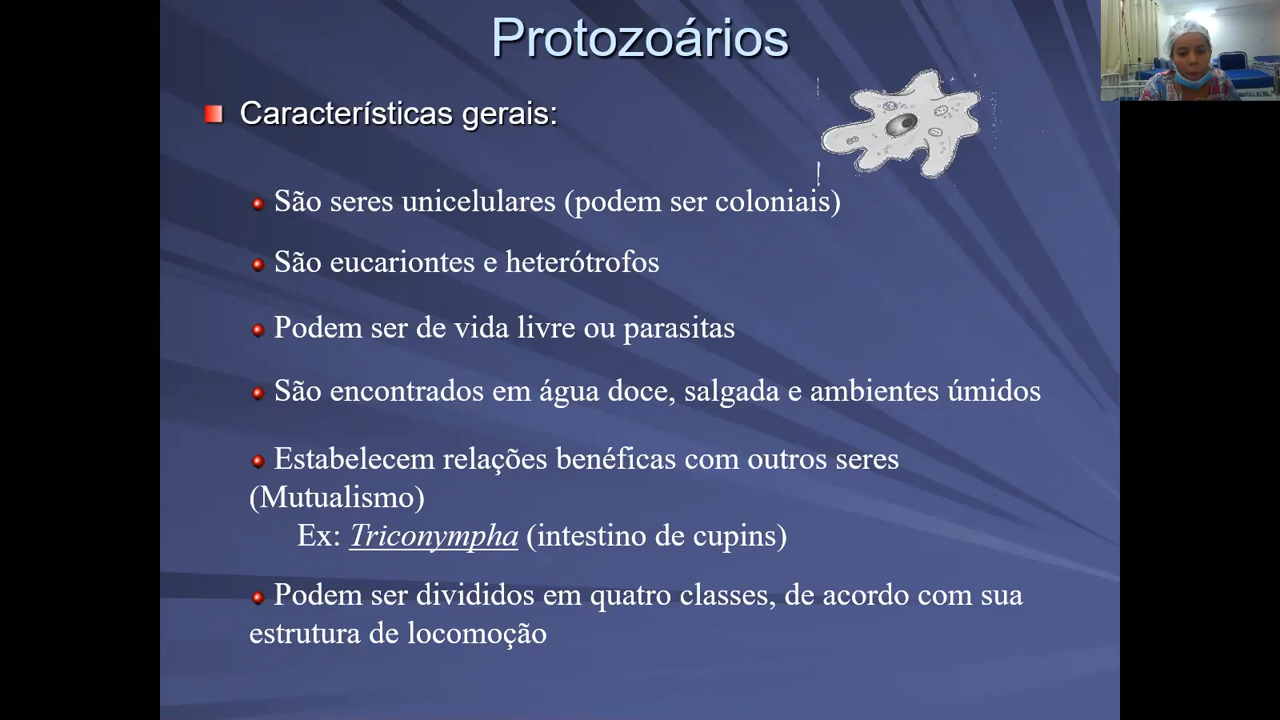 Protozoários
Características gerais:
São seres unicelulares (podem ser coloniais)
São eucariontes e heterótrofos
Podem ser de vida livre ou parasitas
São encontrados em água doce, salgada e ambientes úmidos
Estabelecem relações benéficas com outros seres
(Mutualismo)
Ex: Triconympha (intestino de cupins)
Podem ser divididos em quatro classes, de acordo com sua
estrutura de locomoção